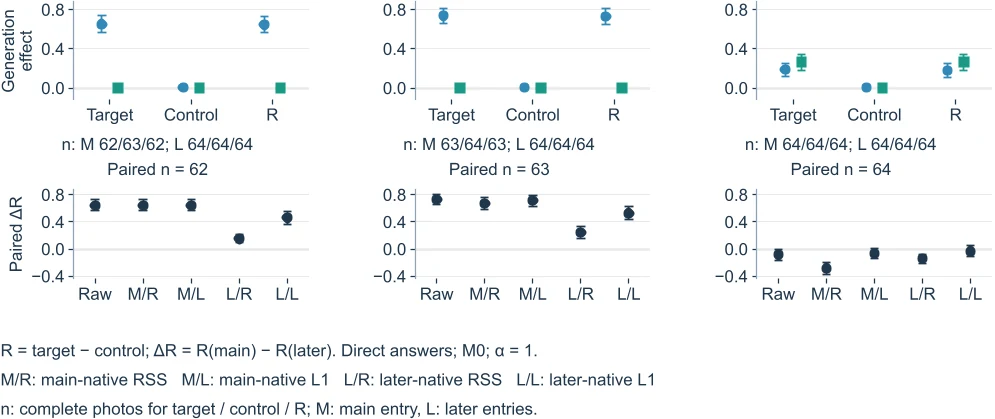 Generation
effect
0.8
0.4
0.0
Target Control R
n: M 62/63/62; L 64/64/64
Paired n = 62
0.8
0.4
0.0
Target Control R
n: M 63/64/63; L 64/64/64
Paired n = 63
0.8
0.4
0.0
Target Control R
n: M 64/64/64; L 64/64/64
Paired n = 64
Paired ΔR
0.8
0.4
0.0
−0.4
Raw M/R M/L L/R L/L
0.8
0.4
0.0
−0.4
Raw M/R M/L L/R L/L
0.8
0.4
0.0
−0.4
Raw M/R M/L L/R L/L
R = target − control; ΔR = R(main) − R(later). Direct answers; M0; α = 1.
M/R: main-native RSS M/L: main-native L1 L/R: later-native RSS L/L: later-native L1
n: complete photos for target / control / R; M: main entry, L: later entries.